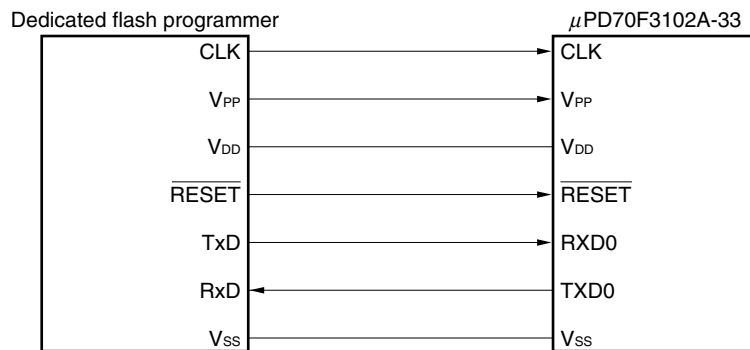 Dedicated flash programmer μPD70F3102A-33
CLK CLK
VPP VPP
VDD VDD
RESET RESET
TxD RXD0
RxD TXD0
VSS VSS